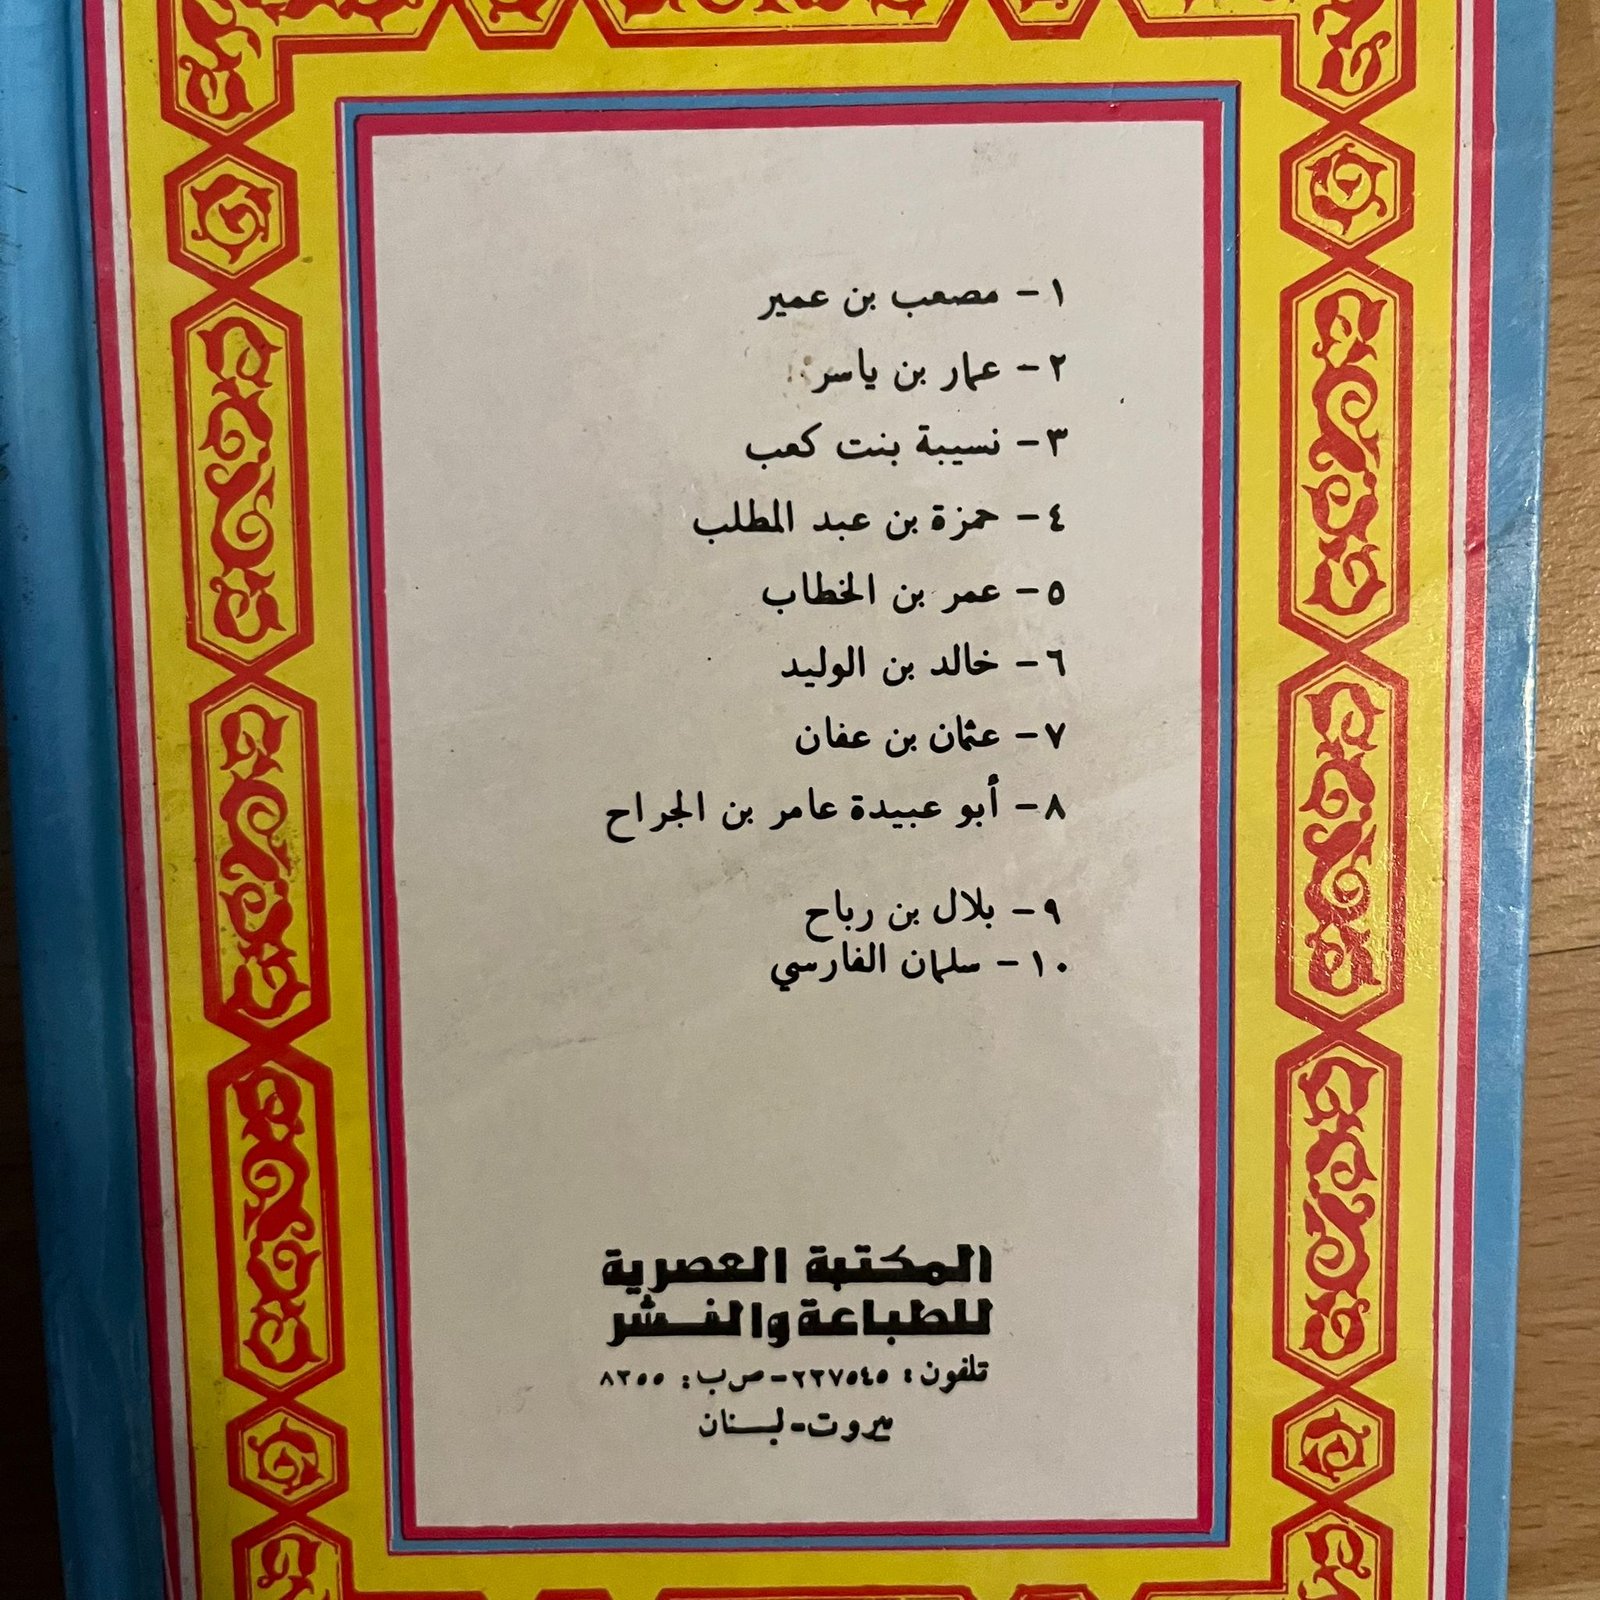 ١ - مصعب بن عمير
٢ - عمار بن ياسر
٣ - نسيبة بنت كعب
٤ - حمزة بن عبد المطلب
٥ - عمر بن الخطاب
٦ - خالد بن الوليد
٧ - عثمان بن عفان
٨ - أبو عبيدة عامر بن الجراح
٩ - بلال بن رباح
١٠ - سلمان الفارسي
المكتبة العصرية
للطباعة والنشر
تلفون : ٢٣٧٥٤٥ - ص ب : ٨٣٥٥
بيروت - لبنان